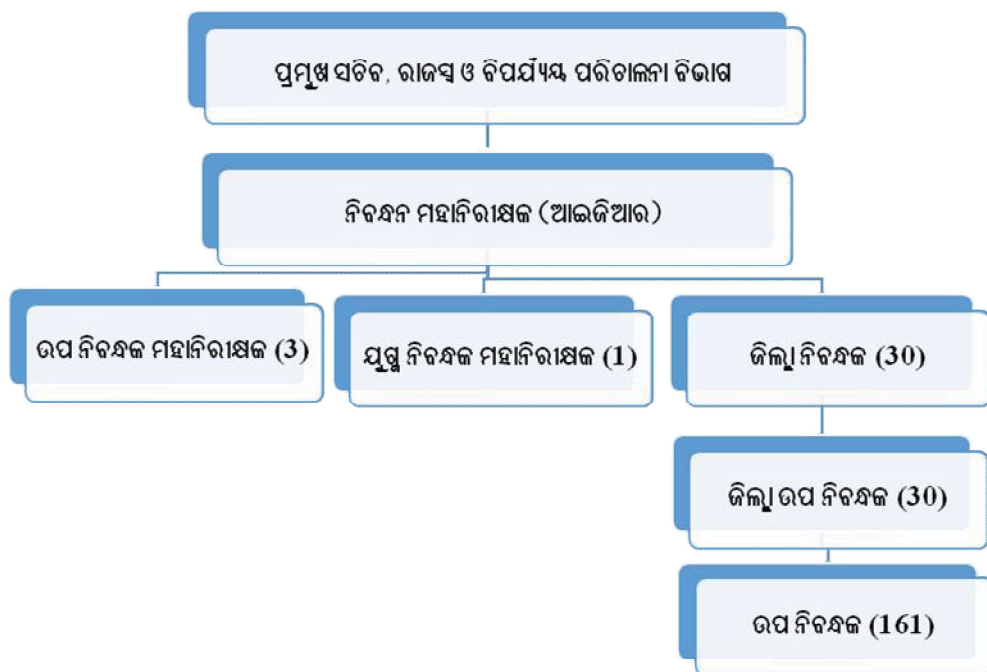 ପ୍ରମୁଖ ସଚିବ, ରାଜସ୍ୱ ଓ ବିପର୍ଯ୍ୟୟ ପରିଚାଳନା ବିଭାଗ
ନିବନ୍ଧନ ମହାନିରୀକ୍ଷକ (ଆଇଜିଆର)
ଉପ ନିବନ୍ଧକ ମହାନିରୀକ୍ଷକ (3)
ଯୁଗ୍ମ ନିବନ୍ଧକ ମହାନିରୀକ୍ଷକ (1)
ଜିଲ୍ଲା ନିବନ୍ଧକ (30)
ଜିଲ୍ଲା ଉପ ନିବନ୍ଧକ (30)
ଉପ ନିବନ୍ଧକ (161)